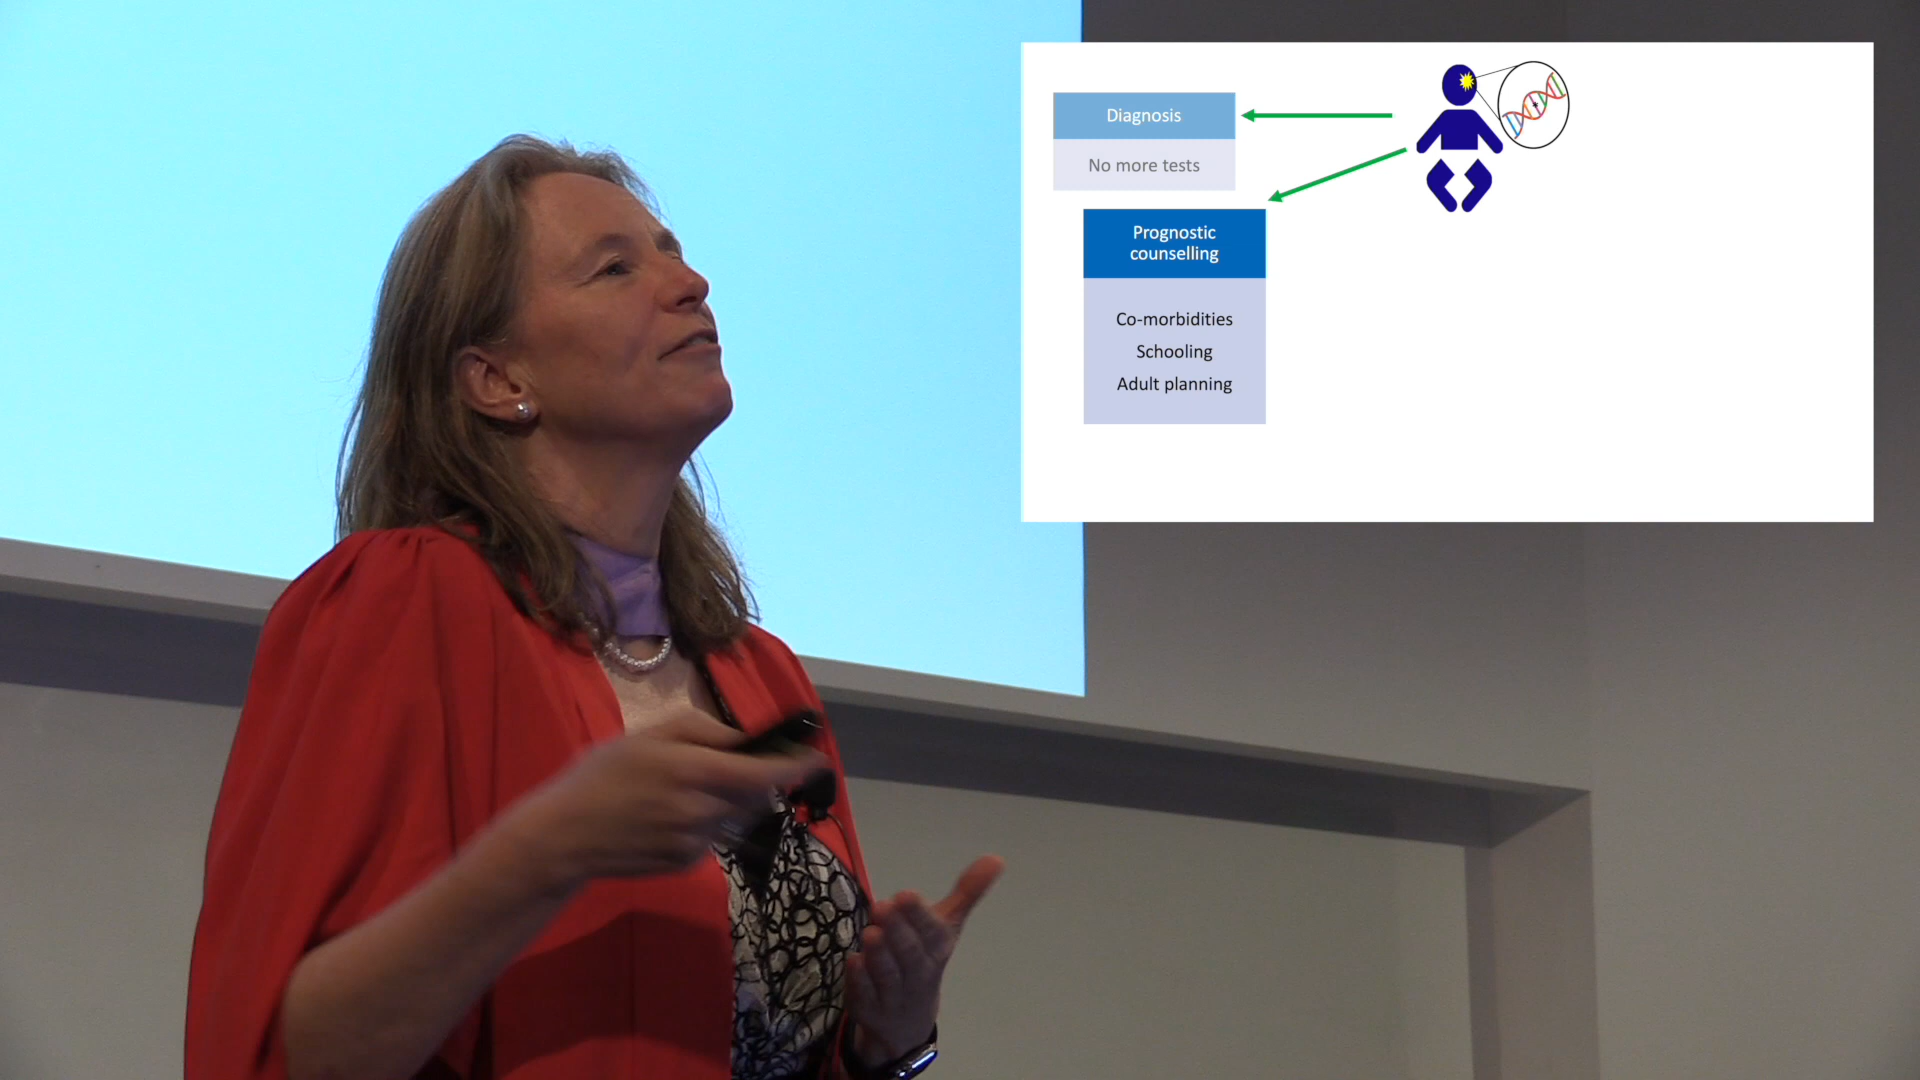 Diagnosis
No more tests
Prognostic
counselling
Co-morbidities
Schooling
Adult planning